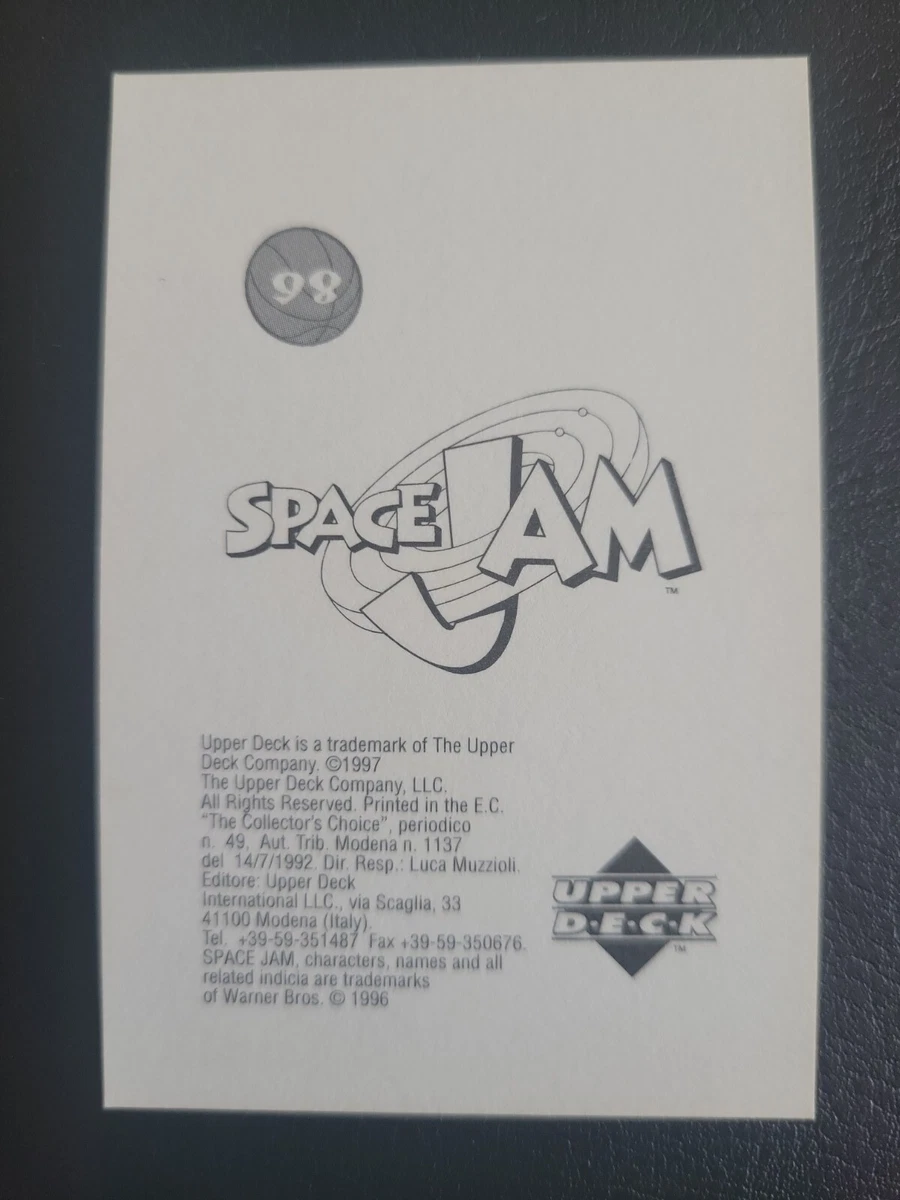 98
SPACE JAM
TM
Upper Deck is a trademark of The Upper
Deck Company. ©1997
The Upper Deck Company, LLC.
All Rights Reserved. Printed in the E.C.
“The Collector's Choice”, periodico
n. 49, Aut. Trib. Modena n. 1137
del 14/7/1992. Dir. Resp.: Luca Muzzioli.
Editore: Upper Deck
International LLC., via Scaglia, 33
41100 Modena (Italy).
Tel. +39-59-351487 Fax +39-59-350676.
SPACE JAM, characters, names and all
related indicia are trademarks
of Warner Bros. © 1996
UPPER
D·E·C·K
TM